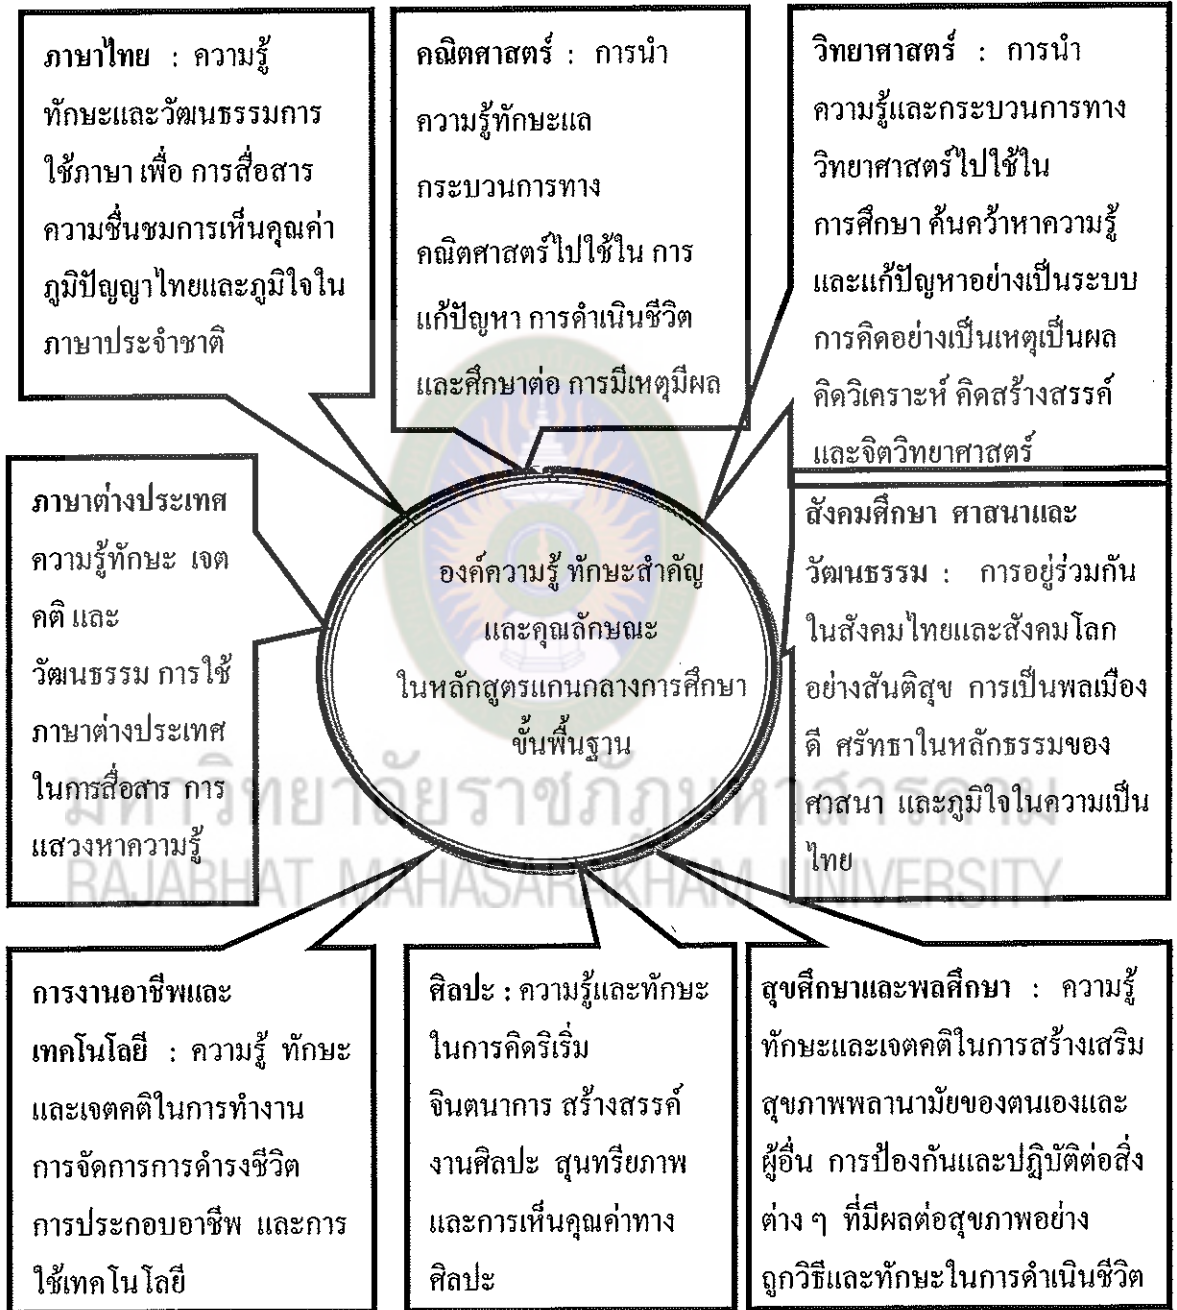 ภาษาไทย : ความรู้
ทักษะและวัฒนธรรมการ
ใช้ภาษา เพื่อ การสื่อสาร
ความชื่นชมการเห็นคุณค่า
ภูมิปัญญาไทยและภูมิใจใน
ภาษาประจำชาติ
คณิตศาสตร์ : การนำ
ความรู้ทักษะแล
กระบวนการทาง
คณิตศาสตร์ไปใช้ใน การ
แก้ปัญหา การดำเนินชีวิต
และศึกษาต่อ การมีเหตุมีผล
วิทยาศาสตร์ : การนำ
ความรู้และกระบวนการทาง
วิทยาศาสตร์ไปใช้ใน
การศึกษา ค้นคว้าหาความรู้
และแก้ปัญหาอย่างเป็นระบบ
การคิดอย่างเป็นเหตุเป็นผล
คิดวิเคราะห์ คิดสร้างสรรค์
และจิตวิทยาศาสตร์
ภาษาต่างประเทศ
ความรู้ทักษะ เจต
คติ และ
วัฒนธรรม การใช้
ภาษาต่างประเทศ
ในการสื่อสาร การ
แสวงหาความรู้
องค์ความรู้ ทักษะสำคัญ
และคุณลักษณะ
ในหลักสูตรแกนกลางการศึกษา
ขั้นพื้นฐาน
สังคมศึกษา ศาสนาและ
วัฒนธรรม : การอยู่ร่วมกัน
ในสังคมไทยและสังคมโลก
อย่างสันติสุข การเป็นพลเมือง
ดี ศรัทธาในหลักธรรมของ
ศาสนา และภูมิใจในความเป็น
ไทย
มหาวิทยาลัยราชภัฏมหาสารคาม
RAJABHAT MAHASARAKHAM UNIVERSITY
การงานอาชีพและ
เทคโนโลยี : ความรู้ ทักษะ
และเจตคติในการทำงาน
การจัดการการดำรงชีวิต
การประกอบอาชีพ และการ
ใช้เทคโนโลยี
ศิลปะ : ความรู้และทักษะ
ในการคิดริเริ่ม
จินตนาการ สร้างสรรค์
งานศิลปะ สุนทรียภาพ
และการเห็นคุณค่าทาง
ศิลปะ
สุขศึกษาและพลศึกษา : ความรู้
ทักษะและเจตคติในการสร้างเสริม
สุขภาพพลานามัยของตนเองและ
ผู้อื่น การป้องกันและปฏิบัติต่อสิ่ง
ต่าง ๆ ที่มีผลต่อสุขภาพอย่าง
ถูกวิธีและทักษะในการดำเนินชีวิต